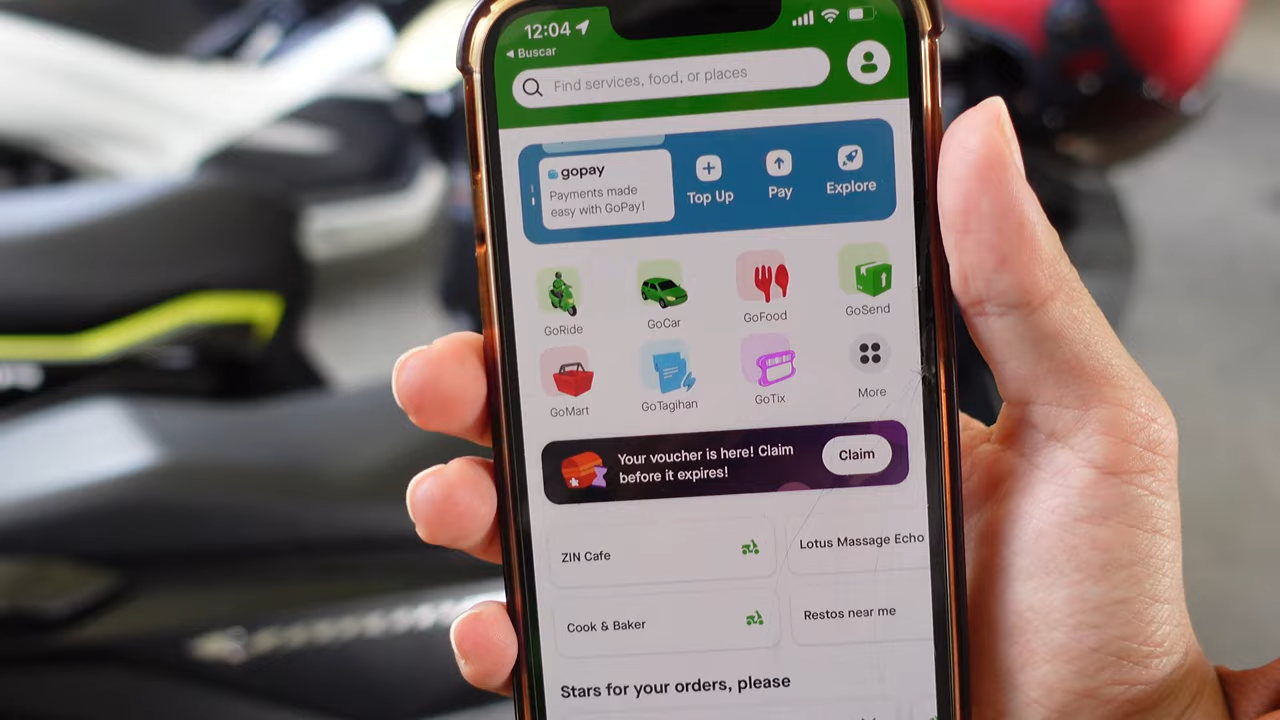 12:04
Buscar
Find services, food, or places
gopay
Payments made
easy with GoPay!
Top Up
Pay
Explore
GoRide
GoCar
GoFood
GoSend
GoMart
GoTagihan
GoTix
More
Your voucher is here! Claim
before it expires!
Claim
ZIN Cafe
Lotus Massage Echo
Cook & Baker
Restos near me
Stars for your orders, please